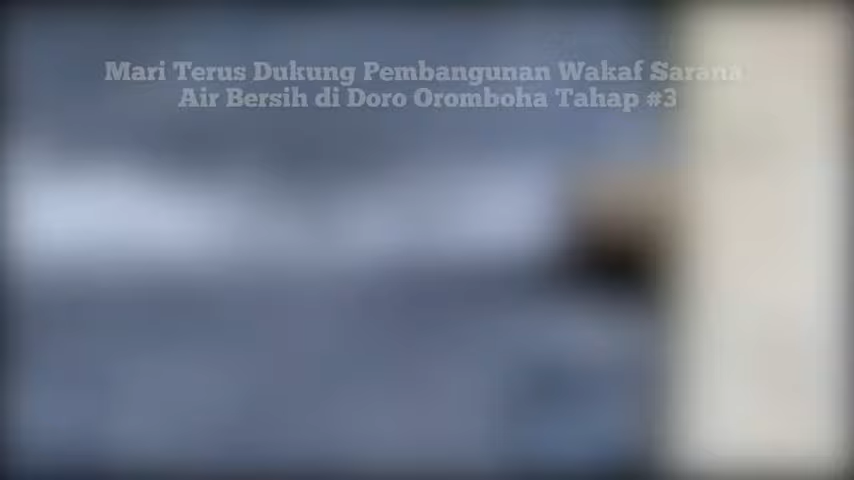 Mari Terus Dukung Pembangunan Wakaf Sarana
Air Bersih di Doro Oromboha Tahap #3